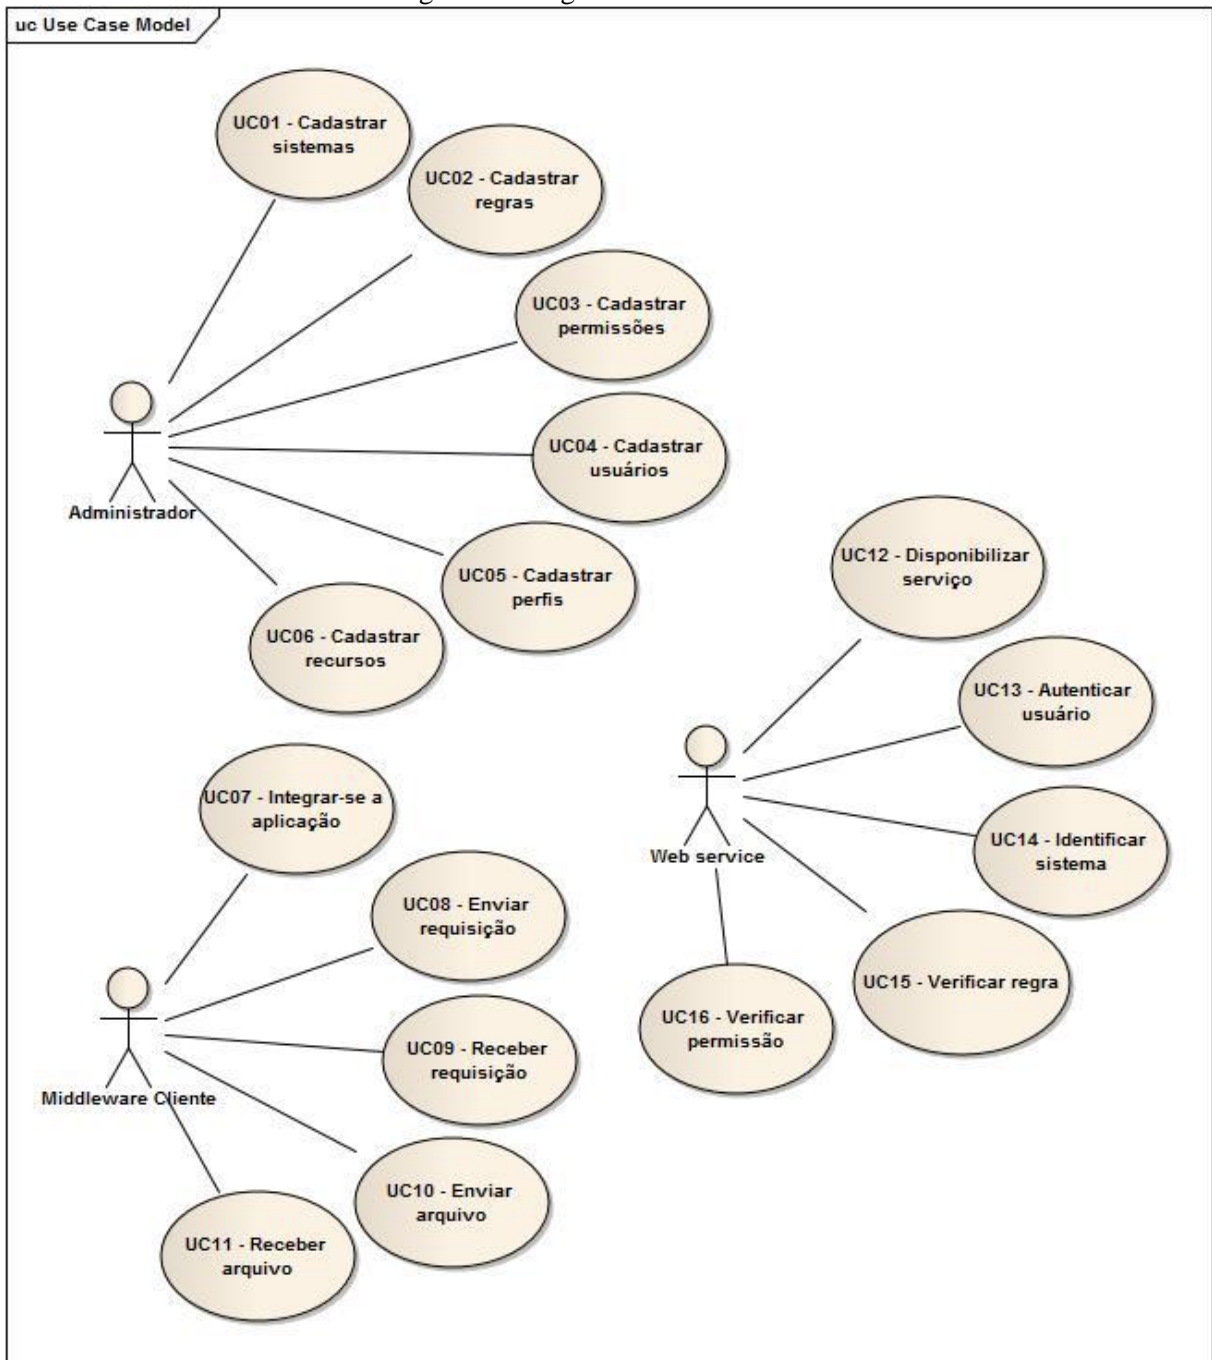 uc Use Case Model
UC01 - Cadastrar
sistemas
UC02 - Cadastrar
regras
UC03 - Cadastrar
permissões
UC04 - Cadastrar
usuários
Administrador
UC05 - Cadastrar
perfis
UC06 - Cadastrar
recursos
UC12 - Disponibilizar
serviço
UC13 - Autenticar
usuário
UC14 - Identificar
sistema
Web service
UC15 - Verificar regra
UC16 - Verificar
permissão
UC07 - Integrar-se a
aplicação
UC08 - Enviar
requisição
UC09 - Receber
requisição
Middleware Cliente
UC10 - Enviar
arquivo
UC11 - Receber
arquivo